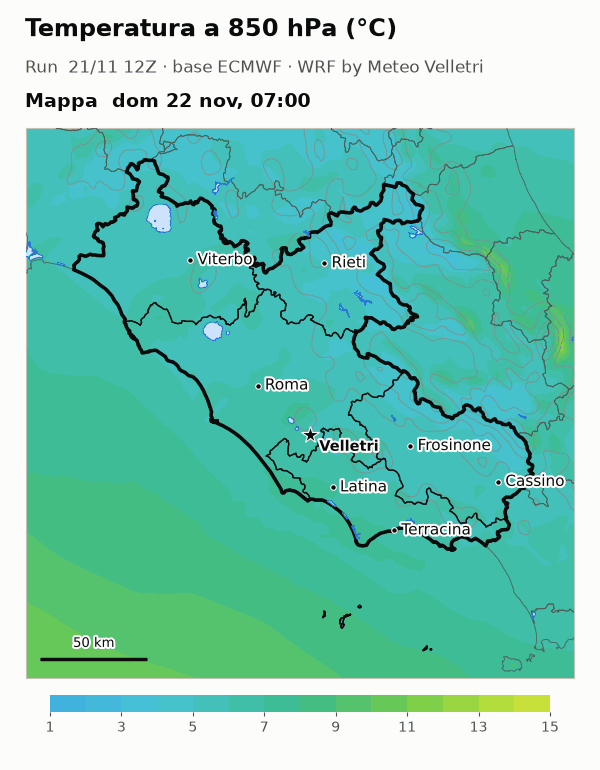 Temperatura a 850 hPa (°C)
Run  21/11 12Z · base ECMWF · WRF by Meteo Velletri
Mappa  dom 22 nov, 07:00
Viterbo
Rieti
Roma
Velletri
Frosinone
Latina
Cassino
Terracina
50 km
1 3 5 7 9 11 13 15